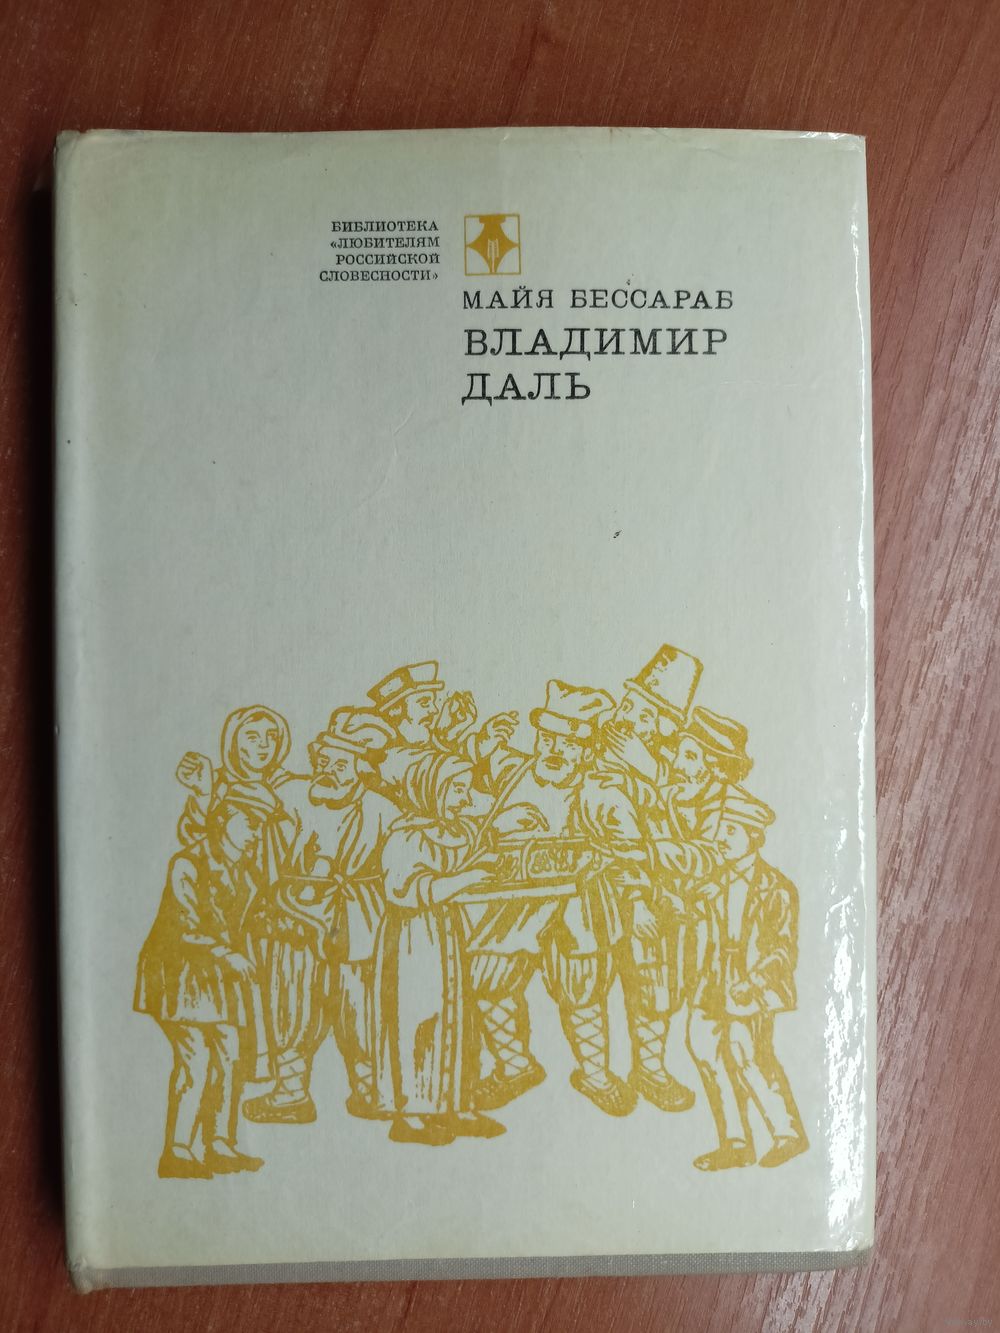 БИБЛИОТЕКА
«ЛЮБИТЕЛЯМ
РОССИЙСКОЙ
СЛОВЕСНОСТИ»
МАЙЯ БЕССАРАБ
ВЛАДИМИР
ДАЛЬ